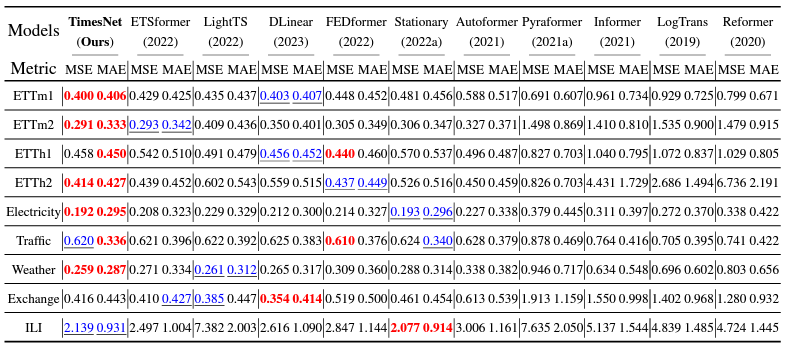 Models TimesNet ETSformer LightTS DLinear FEDformer Stationary Autoformer Pyraformer Informer LogTrans Reformer
(Ours) (2022) (2022) (2023) (2022) (2022a) (2021) (2021a) (2021) (2019) (2020)
Metric MSE MAE MSE MAE MSE MAE MSE MAE MSE MAE MSE MAE MSE MAE MSE MAE MSE MAE MSE MAE MSE MAE
ETTm1 0.400 0.406 0.429 0.425 0.435 0.437 0.403 0.407 0.448 0.452 0.481 0.456 0.588 0.517 0.691 0.607 0.961 0.734 0.929 0.725 0.799 0.671
ETTm2 0.291 0.333 0.293 0.342 0.409 0.436 0.350 0.401 0.305 0.349 0.306 0.347 0.327 0.371 1.498 0.869 1.410 0.810 1.535 0.900 1.479 0.915
ETTh1 0.458 0.450 0.542 0.510 0.491 0.479 0.456 0.452 0.440 0.460 0.570 0.537 0.496 0.487 0.827 0.703 1.040 0.795 1.072 0.837 1.029 0.805
ETTh2 0.414 0.427 0.439 0.452 0.602 0.543 0.559 0.515 0.437 0.449 0.526 0.516 0.450 0.459 0.826 0.703 4.431 1.729 2.686 1.494 6.736 2.191
Electricity 0.192 0.295 0.208 0.323 0.229 0.329 0.212 0.300 0.214 0.327 0.193 0.296 0.227 0.338 0.379 0.445 0.311 0.397 0.272 0.370 0.338 0.422
Traffic 0.620 0.336 0.621 0.396 0.622 0.392 0.625 0.383 0.610 0.376 0.624 0.340 0.628 0.379 0.878 0.469 0.764 0.416 0.705 0.395 0.741 0.422
Weather 0.259 0.287 0.271 0.334 0.261 0.312 0.265 0.317 0.309 0.360 0.288 0.314 0.338 0.382 0.946 0.717 0.634 0.548 0.696 0.602 0.803 0.656
Exchange 0.416 0.443 0.410 0.427 0.385 0.447 0.354 0.414 0.519 0.500 0.461 0.454 0.613 0.539 1.913 1.159 1.550 0.998 1.402 0.968 1.280 0.932
ILI 2.139 0.931 2.497 1.004 7.382 2.003 2.616 1.090 2.847 1.144 2.077 0.914 3.006 1.161 7.635 2.050 5.137 1.544 4.839 1.485 4.724 1.445